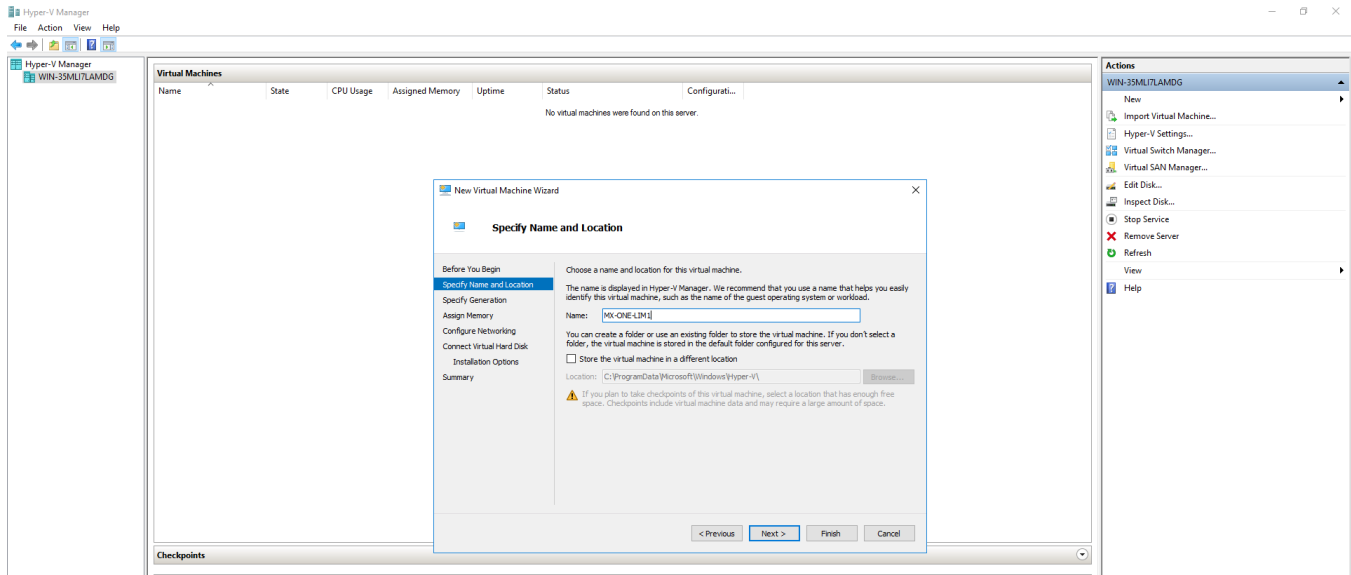 Hyper-V Manager
File Action View Help
Hyper-V Manager
WIN-35MLI7LAMDG
Virtual Machines
Name State CPU Usage Assigned Memory Uptime Status Configurati...
No virtual machines were found on this server.
New Virtual Machine Wizard
Specify Name and Location
Before You Begin
Specify Name and Location
Specify Generation
Assign Memory
Configure Networking
Connect Virtual Hard Disk
Installation Options
Summary
Choose a name and location for this virtual machine.
The name is displayed in Hyper-V Manager. We recommend that you use a name that helps you easily
identify this virtual machine, such as the name of the guest operating system or workload.
Name: MX-ONE-LIM1
You can create a folder or use an existing folder to store the virtual machine. If you don't select a
folder, the virtual machine is stored in the default folder configured for this server.
Store the virtual machine in a different location
Location: C:\ProgramData\Microsoft\Windows\Hyper-V\ Browse...
If you plan to take checkpoints of this virtual machine, select a location that has enough free
space. Checkpoints include virtual machine data and may require a large amount of space.
< Previous Next > Finish Cancel
Checkpoints
Actions
WIN-35MLI7LAMDG
New
Import Virtual Machine...
Hyper-V Settings...
Virtual Switch Manager...
Virtual SAN Manager...
Edit Disk...
Inspect Disk...
Stop Service
Remove Server
Refresh
View
Help